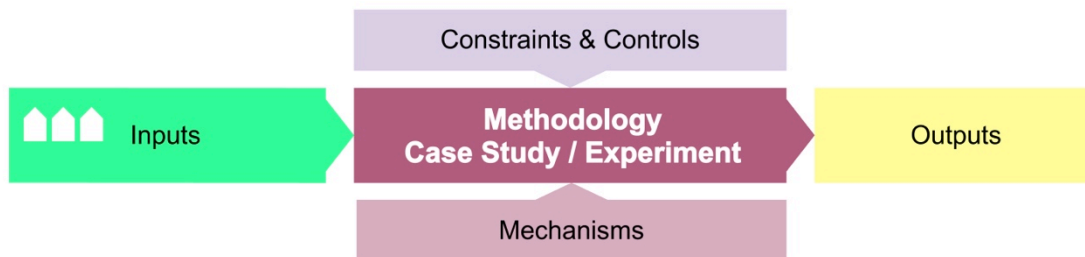 Constraints & Controls
Inputs
Methodology
Case Study / Experiment
Outputs
Mechanisms